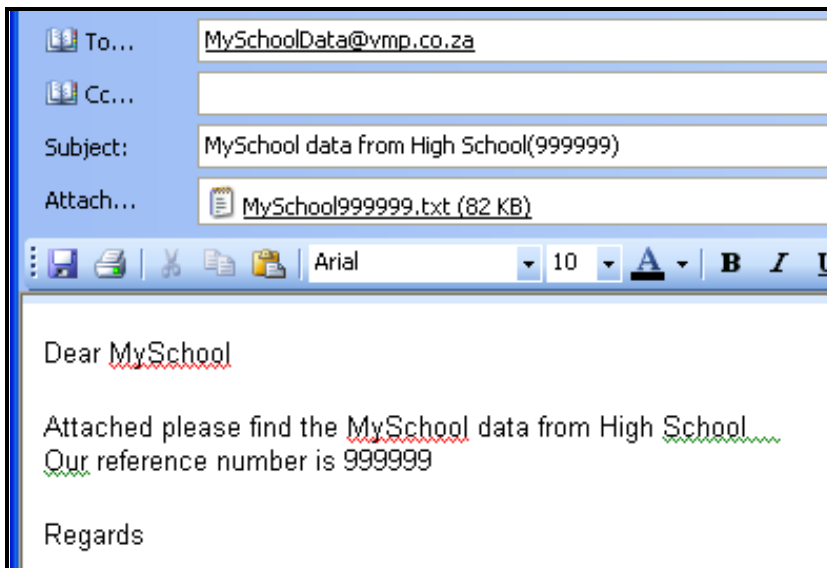 To...
MySchoolData@vmp.co.za
Cc...
Subject:
MySchool data from High School(999999)
Attach...
MySchool999999.txt (82 KB)
Arial 10 A B I U
Dear MySchool
Attached please find the MySchool data from High School
Our reference number is 999999
Regards